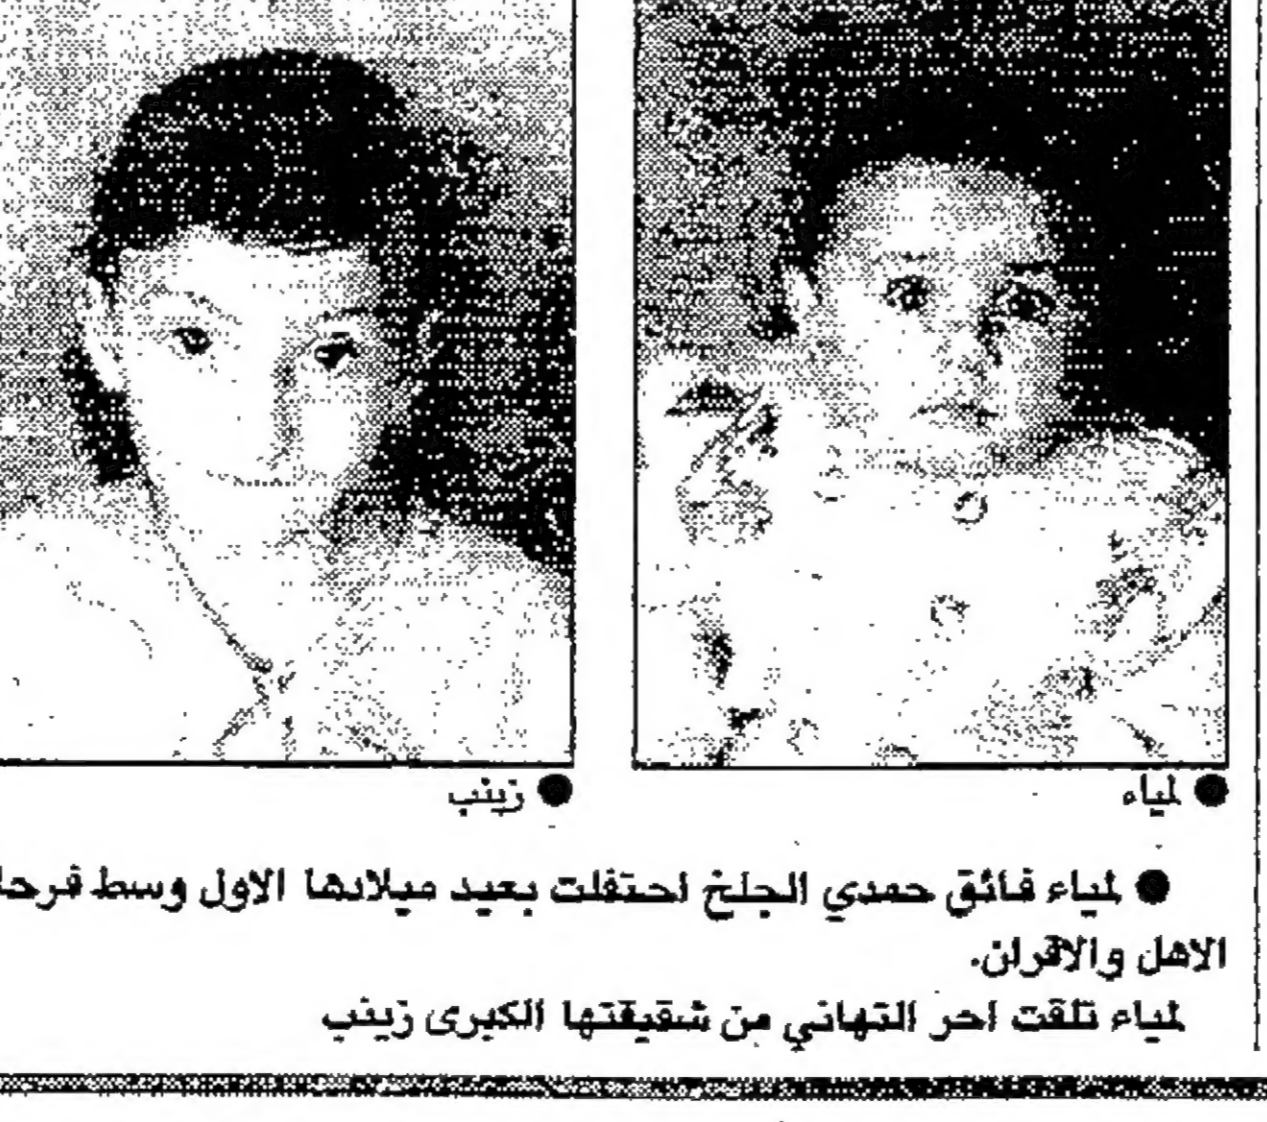 ● لمياء
● زينب
● لمياء فائق حمدي الجلخ احتفلت بعيد ميلادها الاول وسط فرحة
الاهل والاقران.
لمياء تلقت احر التهاني من شقيقتها الكبرى زينب